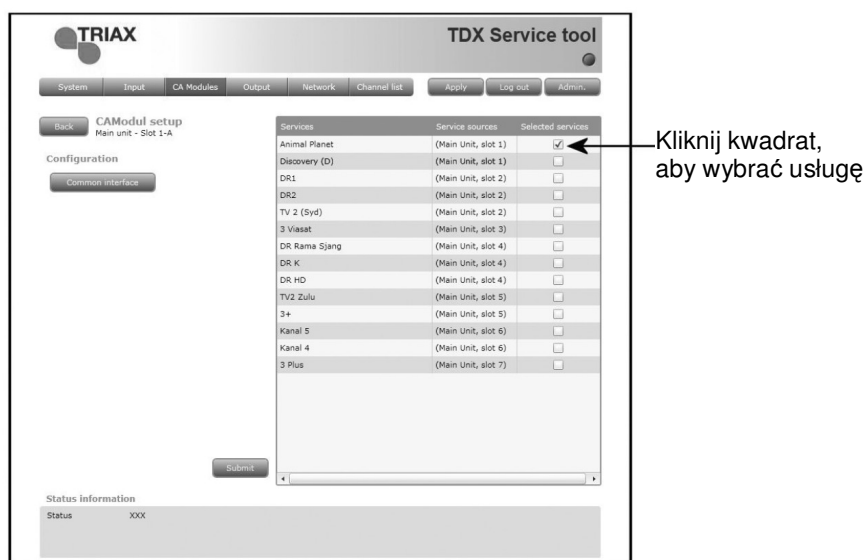 TRIAX
TDX Service tool
System Input CA Modules Output Network Channel list Apply Log out Admin.
Back
CAModul setup
Main unit - Slot 1-A
Configuration
Common interface
Services Service sources Selected services
Animal Planet (Main Unit, slot 1)
Discovery (D) (Main Unit, slot 1)
DR1 (Main Unit, slot 2)
DR2 (Main Unit, slot 2)
TV 2 (Syd) (Main Unit, slot 2)
3 Viasat (Main Unit, slot 3)
DR Rama Sjang (Main Unit, slot 4)
DR K (Main Unit, slot 4)
DR HD (Main Unit, slot 4)
TV2 Zulu (Main Unit, slot 5)
3+ (Main Unit, slot 5)
Kanal 5 (Main Unit, slot 6)
Kanal 4 (Main Unit, slot 6)
3 Plus (Main Unit, slot 7)
Kliknij kwadrat,
aby wybrać usługę
Submit
Status information
Status XXX